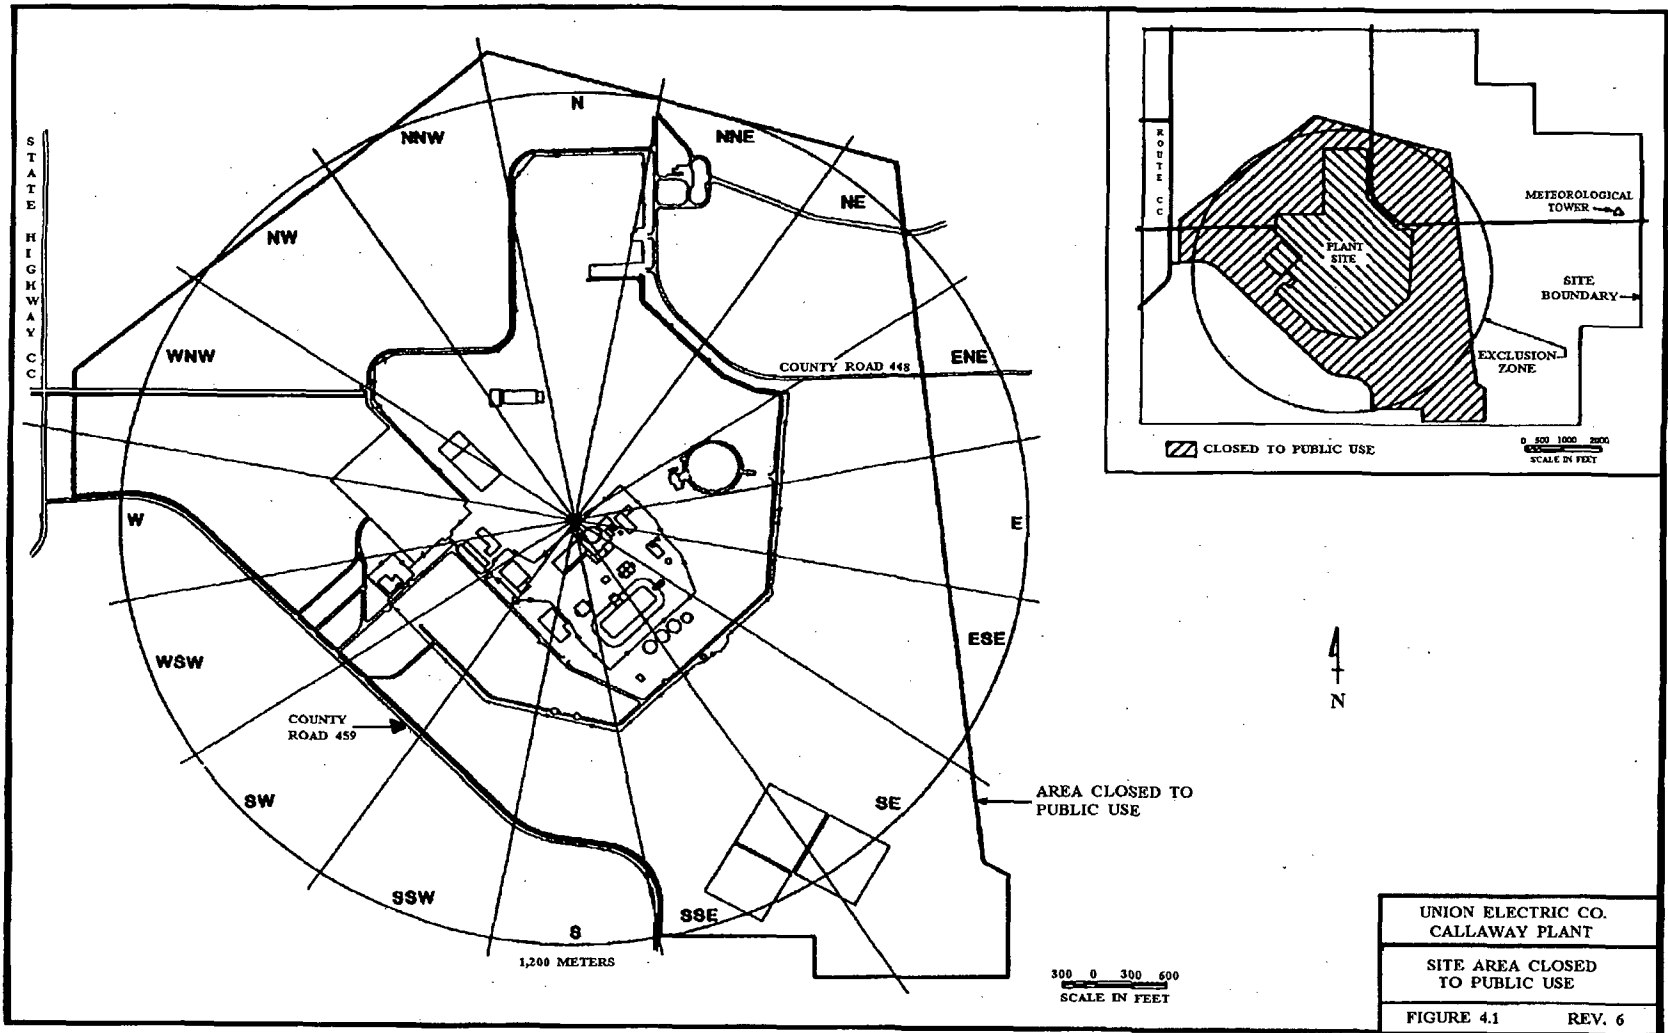 N
NNW
NNE
NE
NW
WNW
ENE
W
E
WSW
ESE
SW
SE
SSW
SSE
S
1,200 METERS
STATE HIGHWAY CC
COUNTY ROAD 448
COUNTY
ROAD 459
AREA CLOSED TO
PUBLIC USE
300 0 300 600
SCALE IN FEET
N
ROUTE CC
METEOROLOGICAL
TOWER
PLANT
SITE
SITE
BOUNDARY
EXCLUSION
ZONE
CLOSED TO PUBLIC USE
0 500 1000 2000
SCALE IN FEET
UNION ELECTRIC CO.
CALLAWAY PLANT
SITE AREA CLOSED
TO PUBLIC USE
FIGURE 4.1 REV. 6